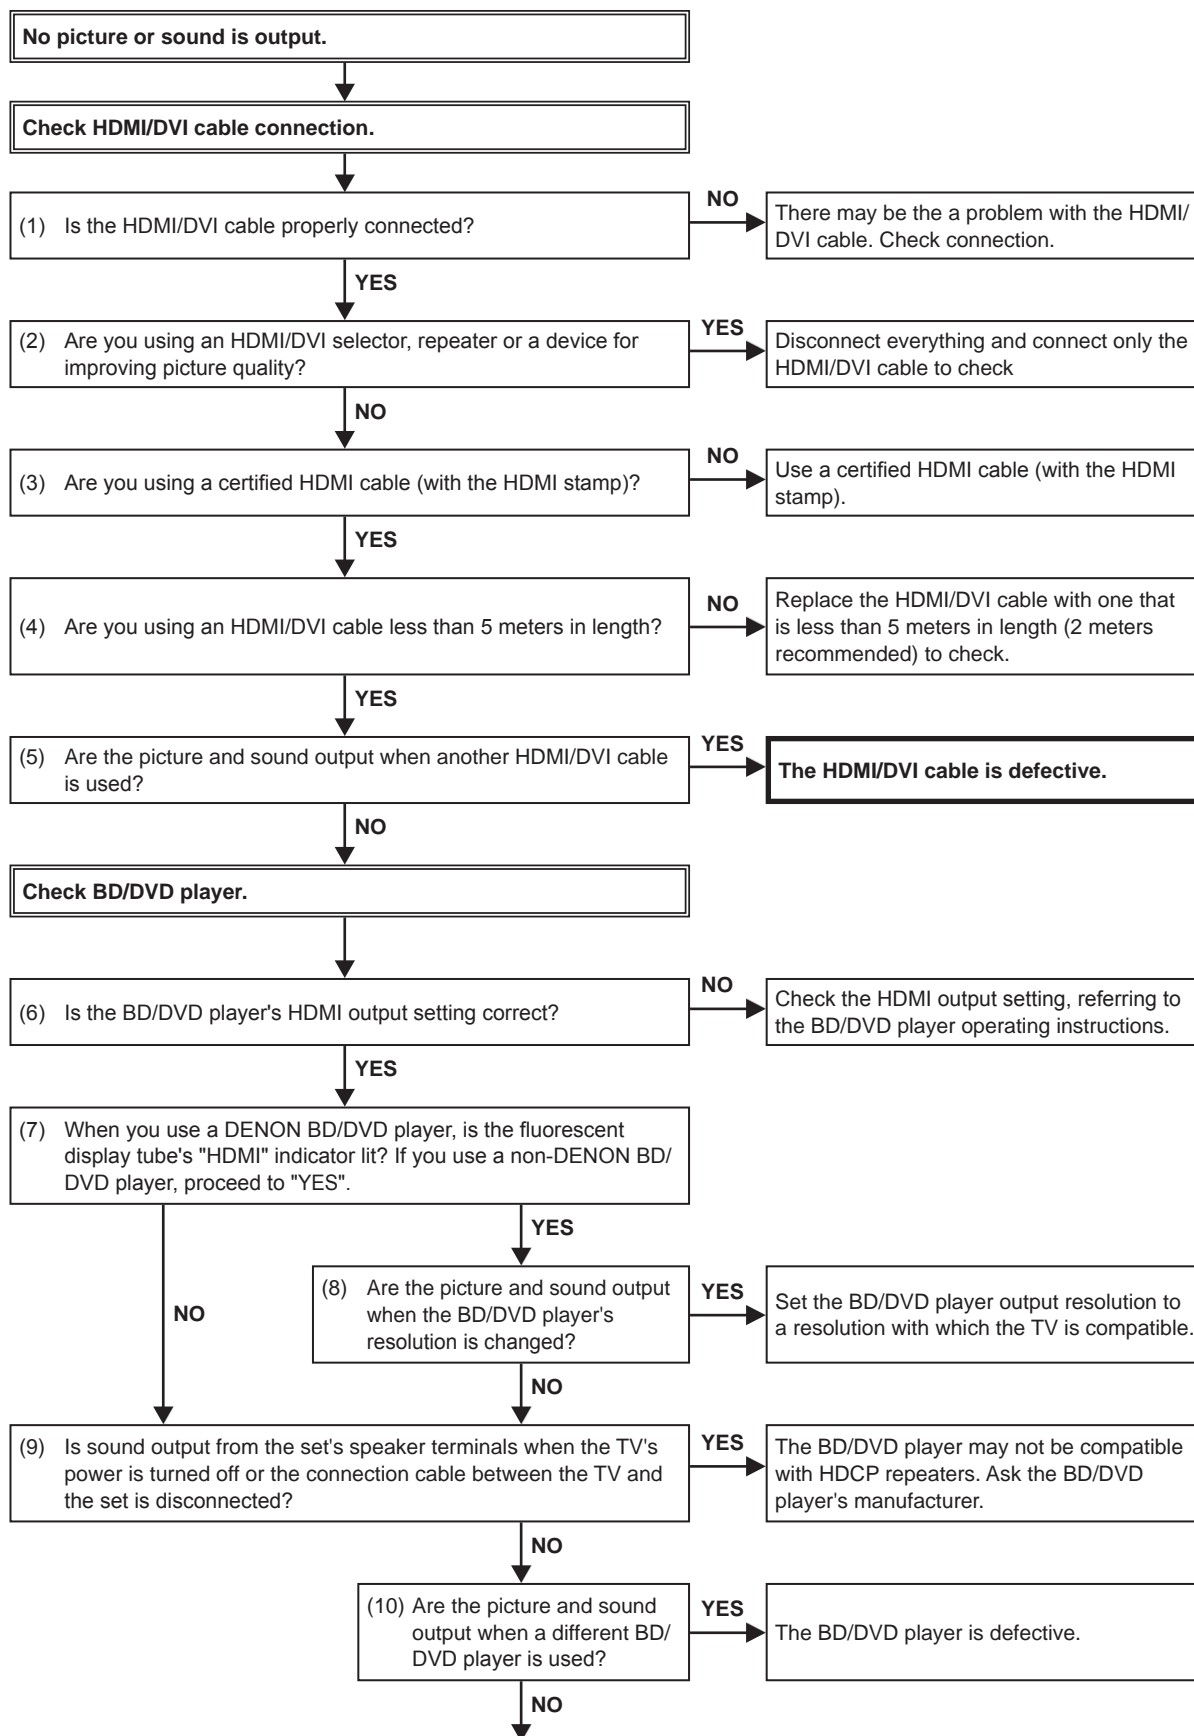 No picture or sound is output.
Check HDMI/DVI cable connection.
(1) Is the HDMI/DVI cable properly connected?
NO
There may be the a problem with the HDMI/
DVI cable. Check connection.
YES
(2) Are you using an HDMI/DVI selector, repeater or a device for
improving picture quality?
YES
Disconnect everything and connect only the
HDMI/DVI cable to check
NO
(3) Are you using a certified HDMI cable (with the HDMI stamp)?
NO
Use a certified HDMI cable (with the HDMI
stamp).
YES
(4) Are you using an HDMI/DVI cable less than 5 meters in length?
NO
Replace the HDMI/DVI cable with one that
is less than 5 meters in length (2 meters
recommended) to check.
YES
(5) Are the picture and sound output when another HDMI/DVI cable
is used?
YES
The HDMI/DVI cable is defective.
NO
Check BD/DVD player.
(6) Is the BD/DVD player's HDMI output setting correct?
NO
Check the HDMI output setting, referring to
the BD/DVD player operating instructions.
YES
(7) When you use a DENON BD/DVD player, is the fluorescent
display tube's "HDMI" indicator lit? If you use a non-DENON BD/
DVD player, proceed to "YES".
YES
NO
(8) Are the picture and sound output
when the BD/DVD player's
resolution is changed?
YES
Set the BD/DVD player output resolution to
a resolution with which the TV is compatible.
NO
(9) Is sound output from the set's speaker terminals when the TV's
power is turned off or the connection cable between the TV and
the set is disconnected?
YES
The BD/DVD player may not be compatible
with HDCP repeaters. Ask the BD/DVD
player's manufacturer.
NO
(10) Are the picture and sound
output when a different BD/
DVD player is used?
YES
The BD/DVD player is defective.
NO